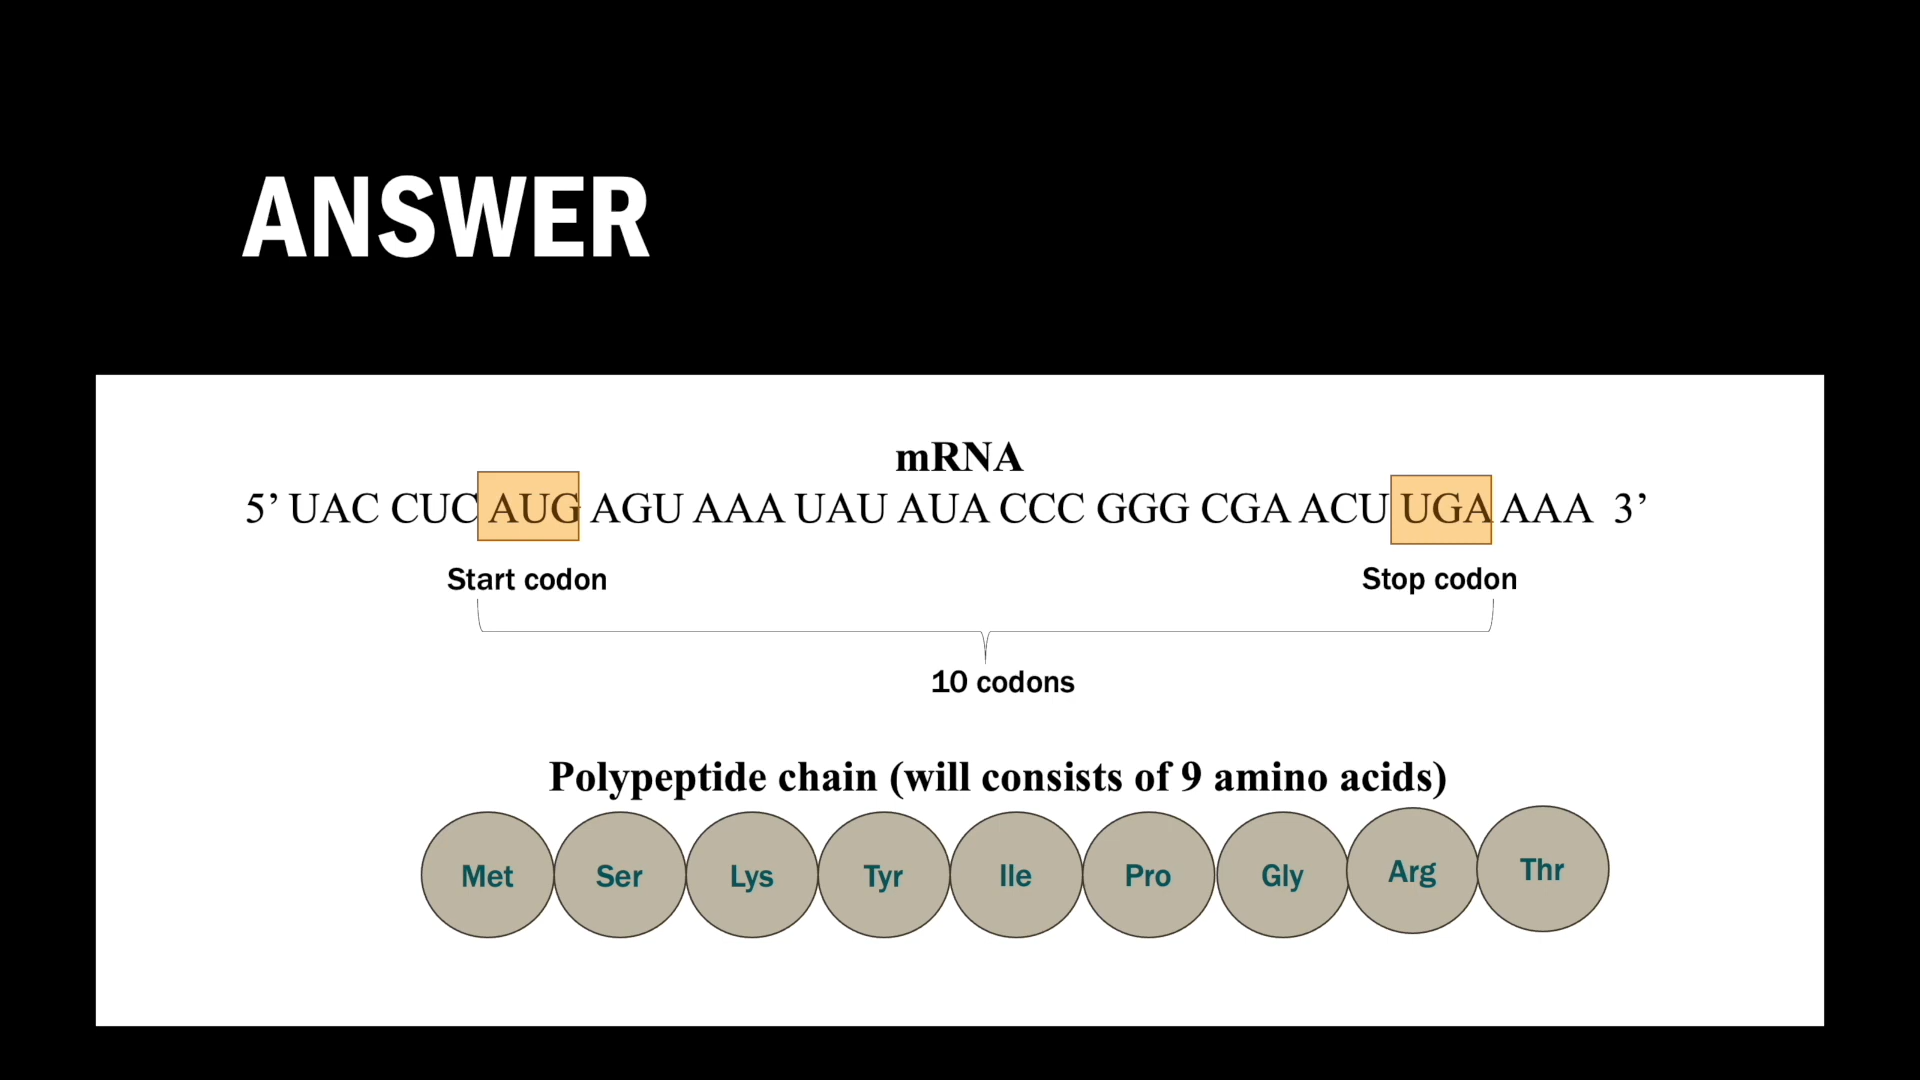 ANSWER
mRNA
5’ UAC CUC AUG AGU AAA UAU AUA CCC GGG CGA ACU UGA AAA 3’
Start codon Stop codon
10 codons
Polypeptide chain (will consists of 9 amino acids)
Met Ser Lys Tyr Ile Pro Gly Arg Thr